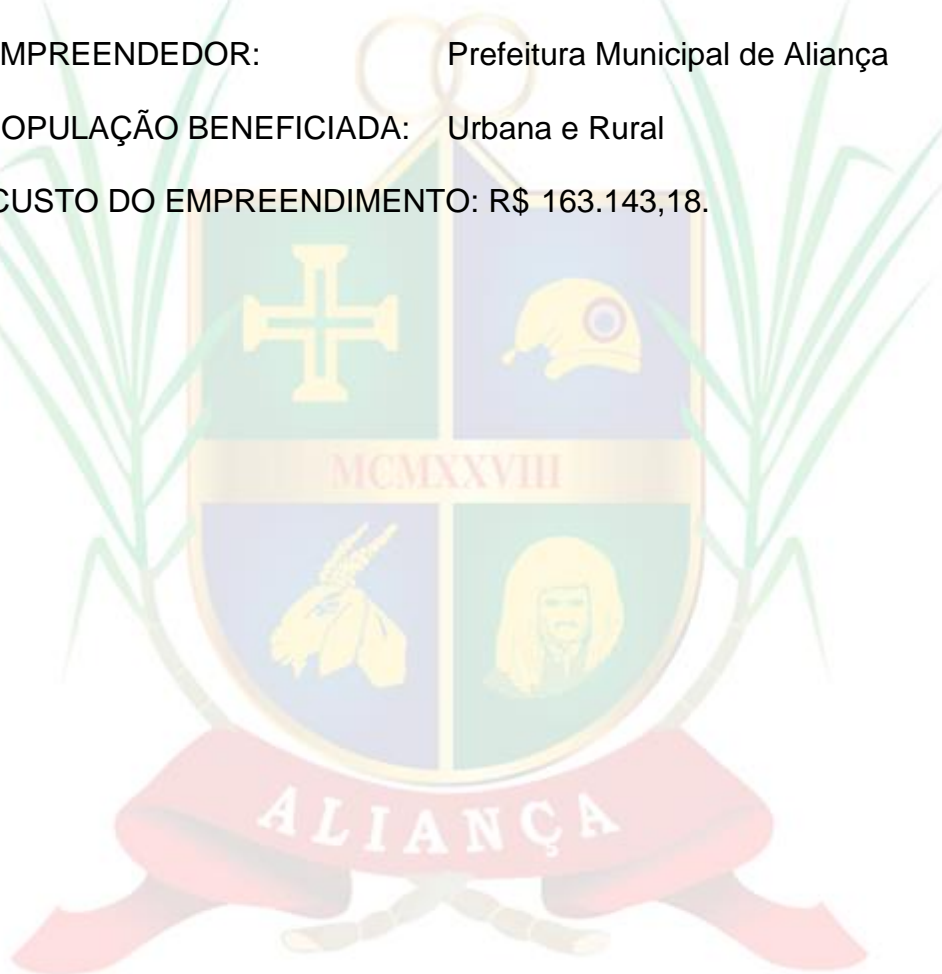 MPREENDEDOR: Prefeitura Municipal de Aliança
OPULAÇÃO BENEFICIADA: Urbana e Rural
CUSTO DO EMPREENDIMENTO: R$ 163.143,18.
MCMXXVIII
ALIANÇA